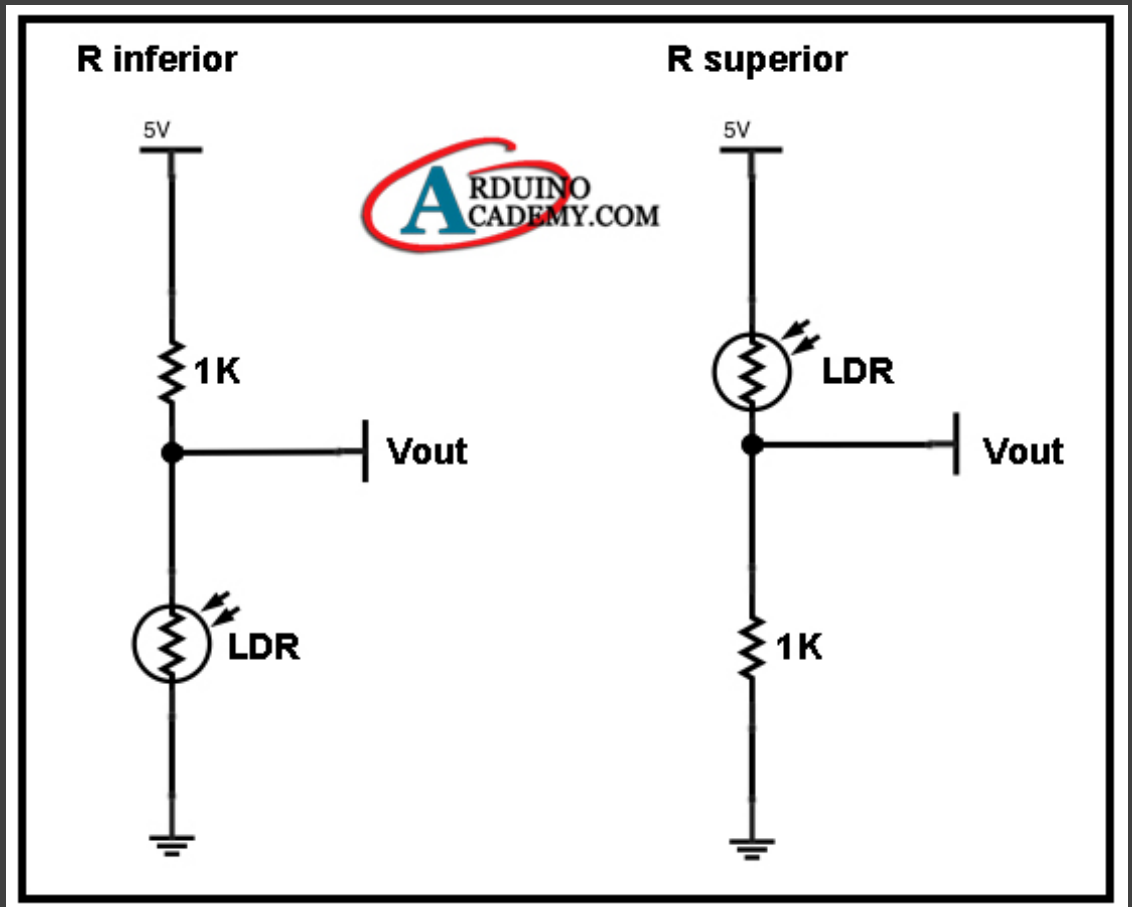 R inferior
R superior
5V
5V
ARDUINO
ACADEMY.COM
1K
LDR
Vout
Vout
LDR
1K